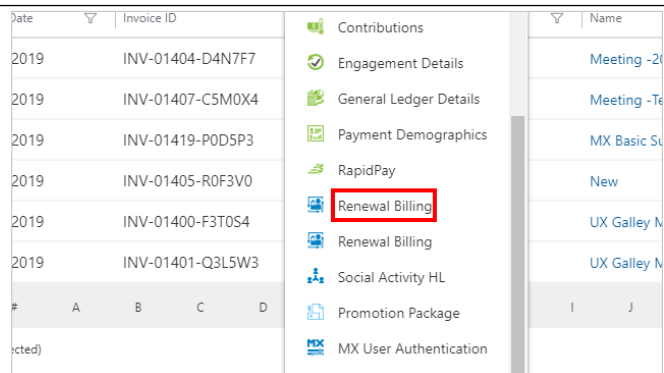 Date Invoice ID Contributions Name
2019 INV-01404-D4N7F7 Engagement Details Meeting -20
2019 INV-01407-C5M0X4 General Ledger Details Meeting -Te
2019 INV-01419-P0D5P3 Payment Demographics MX Basic Su
2019 INV-01405-R0F3V0 RapidPay New
2019 INV-01400-F3T0S4 Renewal Billing UX Galley M
2019 INV-01401-Q3L5W3 Renewal Billing UX Galley M
Social Activity HL
# A B C D Promotion Package I J
ected) MX MX User Authentication